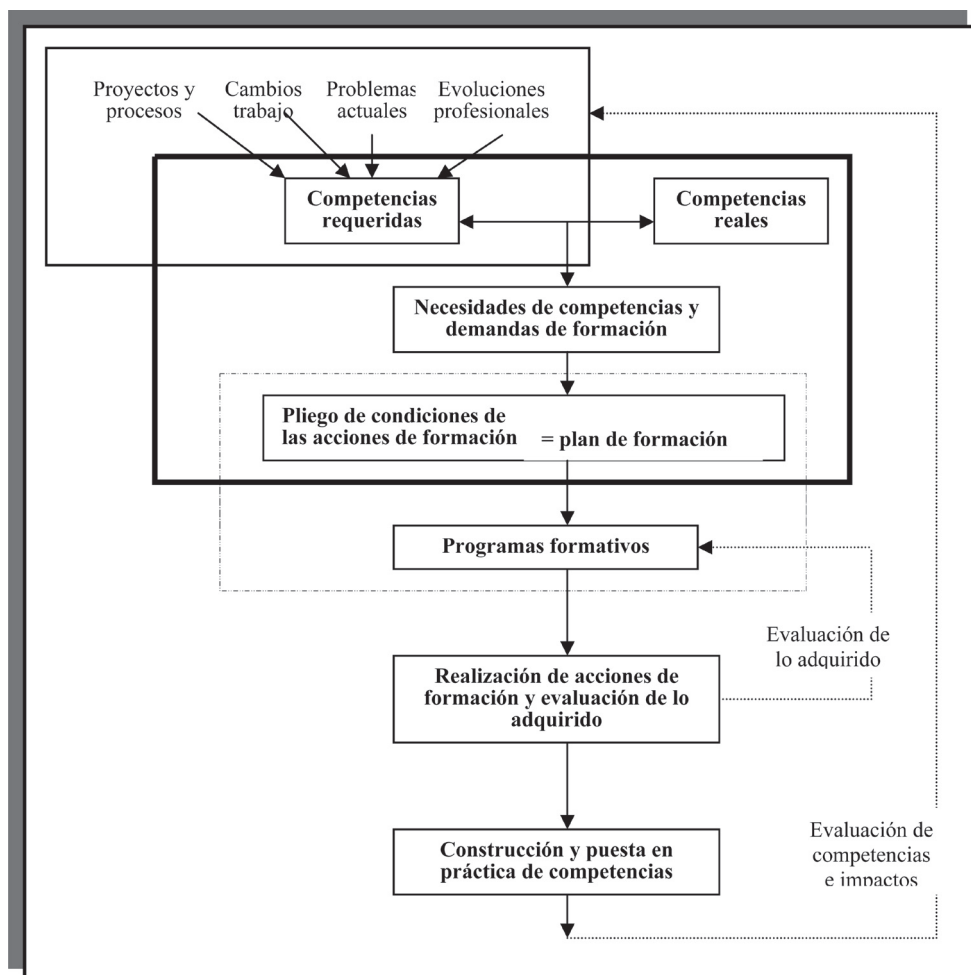 Proyectos y
procesos
Cambios
trabajo
Problemas
actuales
Evoluciones
profesionales
Competencias
requeridas
Competencias
reales
Necesidades de competencias y
demandas de formación
Pliego de condiciones de
las acciones de formación
= plan de formación
Programas formativos
Evaluación de
lo adquirido
Realización de acciones de
formación y evaluación de lo
adquirido
Evaluación de
competencias
e impactos
Construcción y puesta en
práctica de competencias